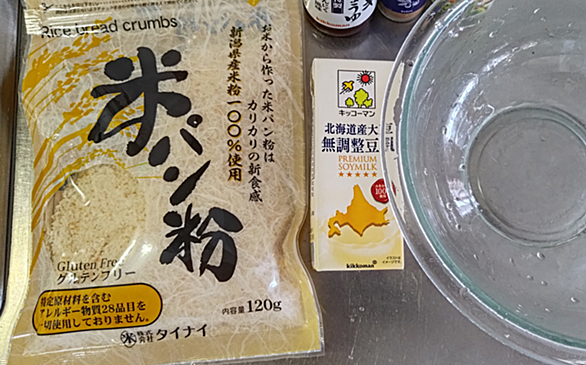 Rice bread crumbs
お米から作った米パン粉は
カリカリの新食感
新潟県産米粉一〇〇%使用
米パン粉
Gluten Free
グルテンフリー
特定原材料を含む
アレルギー物質28品目を
一切使用しておりません。
内容量120g
株式会社タイナイ
キッコーマン
北海道産大
無調整豆
PREMIUM
SOYMILK
★★★★★
kikkoman